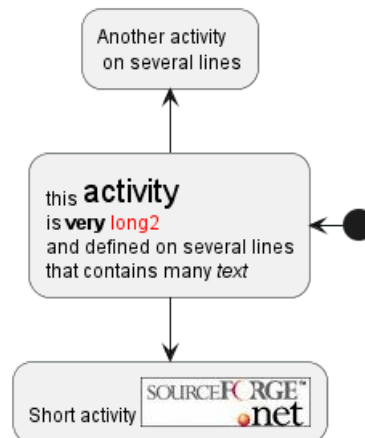 Another activity
on several lines
this activity
is very long2
and defined on several lines
that contains many text
Short activity SOURCEFORGE™
.net